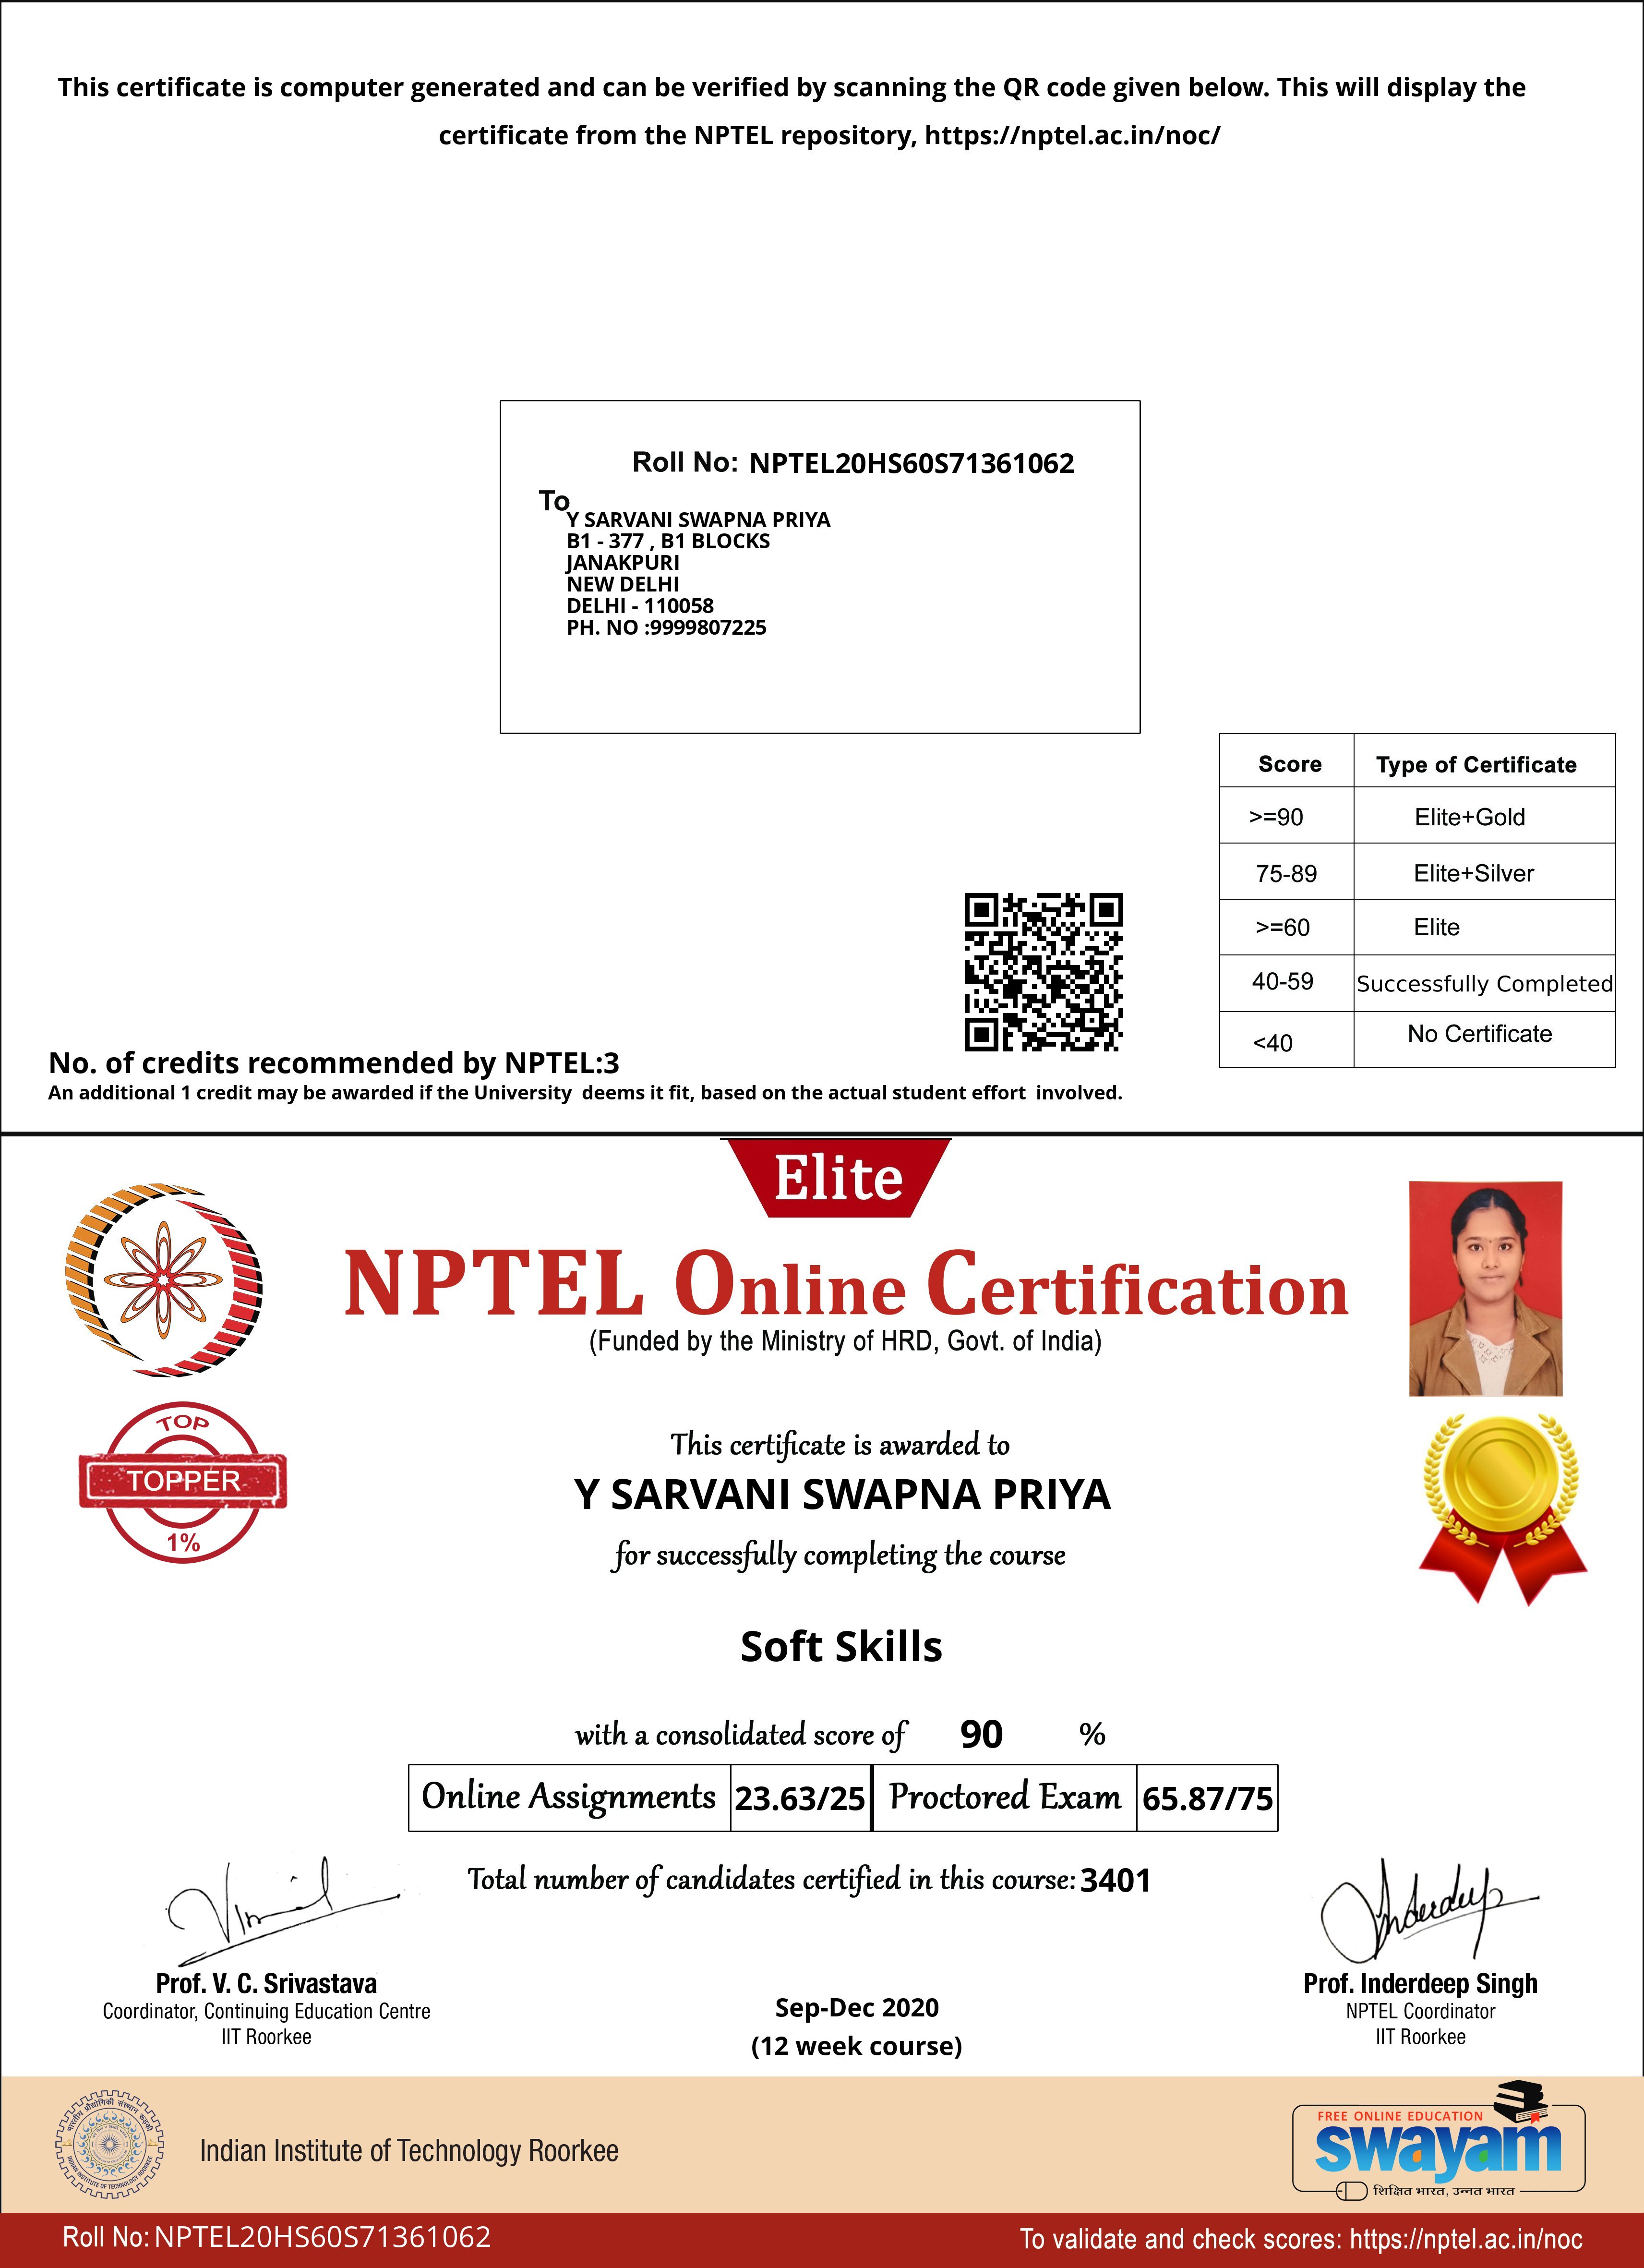 This certificate is computer generated and can be verified by scanning the QR code given below. This will display the
certificate from the NPTEL repository, https://nptel.ac.in/noc/
Roll No: NPTEL20HS60S71361062
To
Y SARVANI SWAPNA PRIYA
B1 - 377 , B1 BLOCKS
JANAKPURI
NEW DELHI
DELHI - 110058
PH. NO :9999807225
Score Type of Certificate
>=90 Elite+Gold
75-89 Elite+Silver
>=60 Elite
40-59 Successfully Completed
<40 No Certificate
No. of credits recommended by NPTEL:3
An additional 1 credit may be awarded if the University deems it fit, based on the actual student effort involved.
Elite
NPTEL Online Certification
(Funded by the Ministry of HRD, Govt. of India)
TOP
TOPPER
1%
This certificate is awarded to
Y SARVANI SWAPNA PRIYA
for successfully completing the course
Soft Skills
with a consolidated score of 90 %
Online Assignments 23.63/25 Proctored Exam 65.87/75
Total number of candidates certified in this course: 3401
Inderdeep
Prof. V. C. Srivastava
Coordinator, Continuing Education Centre
IIT Roorkee
Sep-Dec 2020
(12 week course)
Prof. Inderdeep Singh
NPTEL Coordinator
IIT Roorkee
भारतीय प्रौद्योगिकी संस्थान रुड़की
INDIAN INSTITUTE OF TECHNOLOGY ROORKEE
Indian Institute of Technology Roorkee
FREE ONLINE EDUCATION
swayam
शिक्षित भारत, उन्नत भारत
Roll No: NPTEL20HS60S71361062
To validate and check scores: https://nptel.ac.in/noc